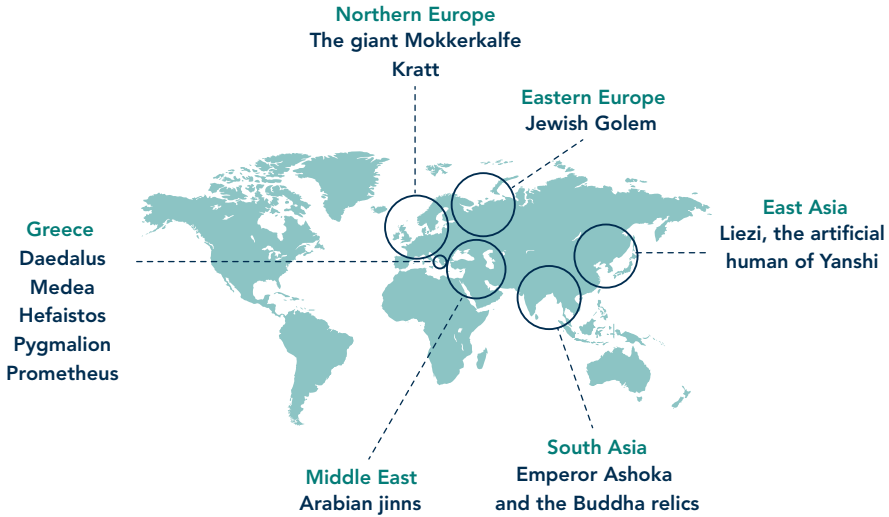 Northern Europe
The giant Mokkerkalfe
Kratt
Eastern Europe
Jewish Golem
East Asia
Liezi, the artificial
human of Yanshi
Greece
Daedalus
Medea
Hefaistos
Pygmalion
Prometheus
Middle East
Arabian jinns
South Asia
Emperor Ashoka
and the Buddha relics